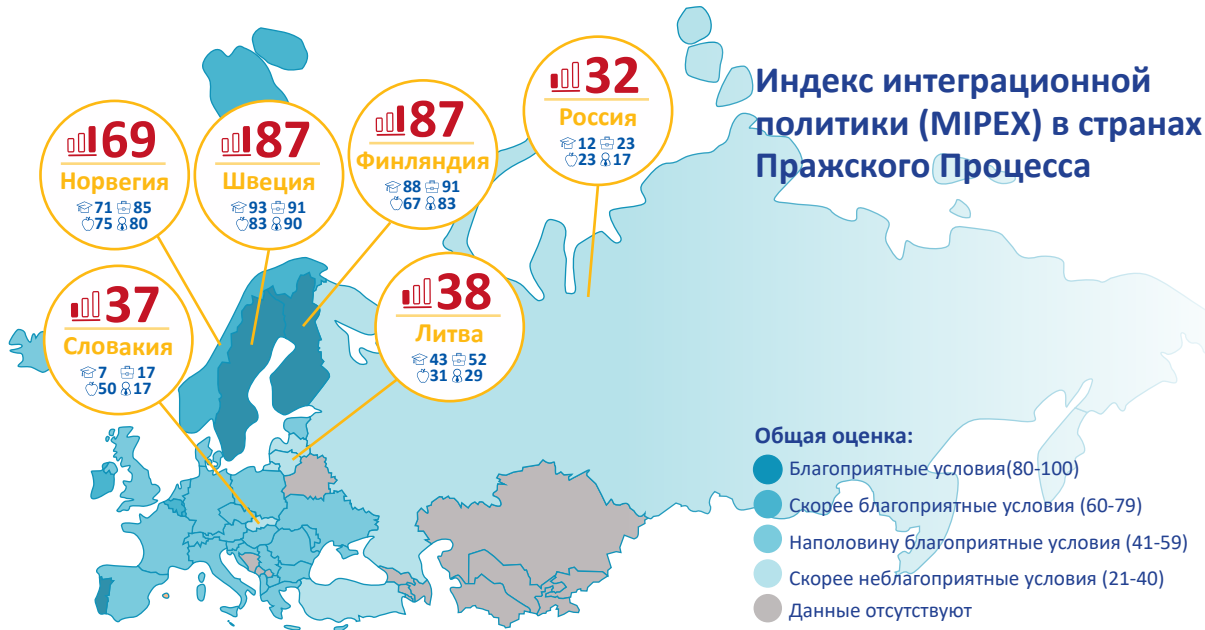 Индекс интеграционной
политики (MIPEX) в странах
Пражского Процесса
32
Россия
12 23
23 17
87
Финляндия
88 91
67 83
87
Швеция
93 91
83 90
69
Норвегия
71 85
75 80
37
Словакия
7 17
50 17
38
Литва
43 52
31 29
Общая оценка:
Благоприятные условия(80-100)
Скорее благоприятные условия (60-79)
Наполовину благоприятные условия (41-59)
Скорее неблагоприятные условия (21-40)
Данные отсутствуют